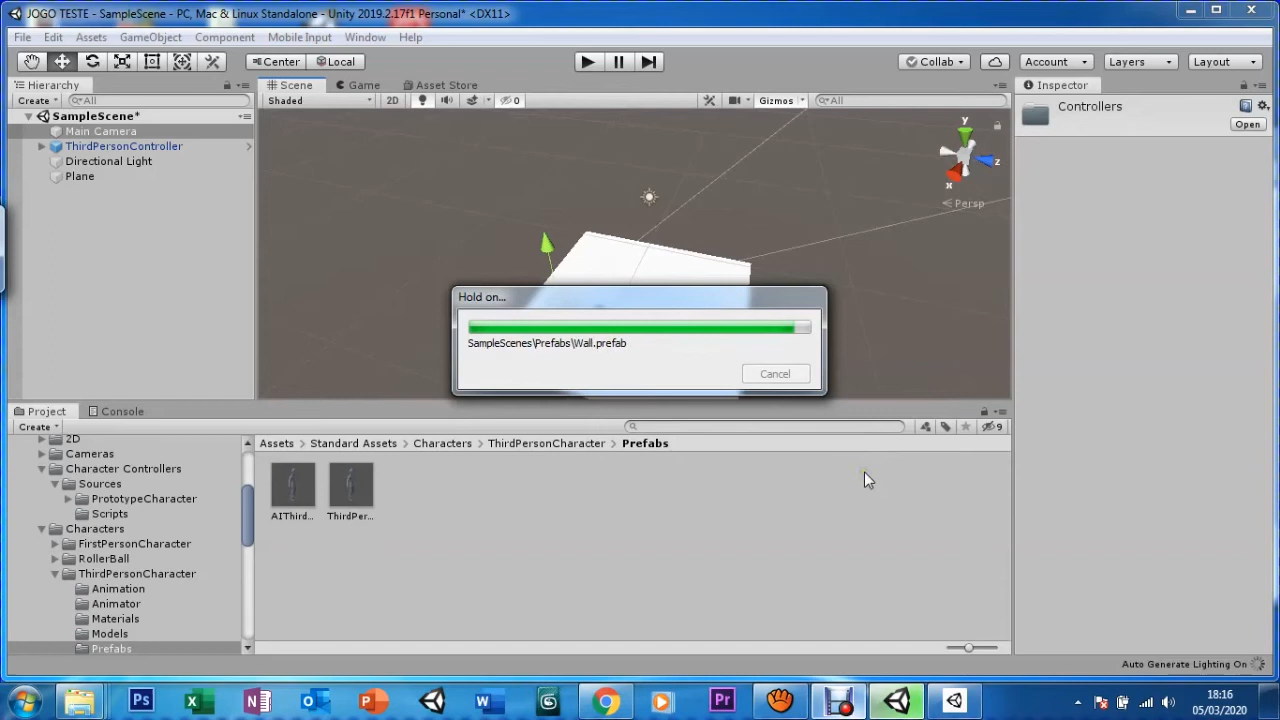 JOGO TESTE - SampleScene - PC, Mac & Linux Standalone - Unity 2019.2.17f1 Personal* <DX11>
File Edit Assets GameObject Component Mobile Input Window Help
Center Local Collab Account Layers Layout
Hierarchy Scene Game Asset Store Inspector
Create All Shaded 2D 0 Gizmos All
Controllers
Open
SampleScene*
Main Camera
ThirdPersonController
Directional Light
Plane
y
z
x
Persp
Hold on...
SampleScenes\Prefabs\Wall.prefab
Cancel
Project Console
Create 9
Assets Standard Assets Characters ThirdPersonCharacter Prefabs
2D
Cameras
Character Controllers
Sources
PrototypeCharacter
Scripts
Characters
FirstPersonCharacter
RollerBall
ThirdPersonCharacter
Animation
Animator
Materials
Models
Prefabs
AIThird... ThirdPer...
Auto Generate Lighting On
Ps Pr
18:16
05/03/2020